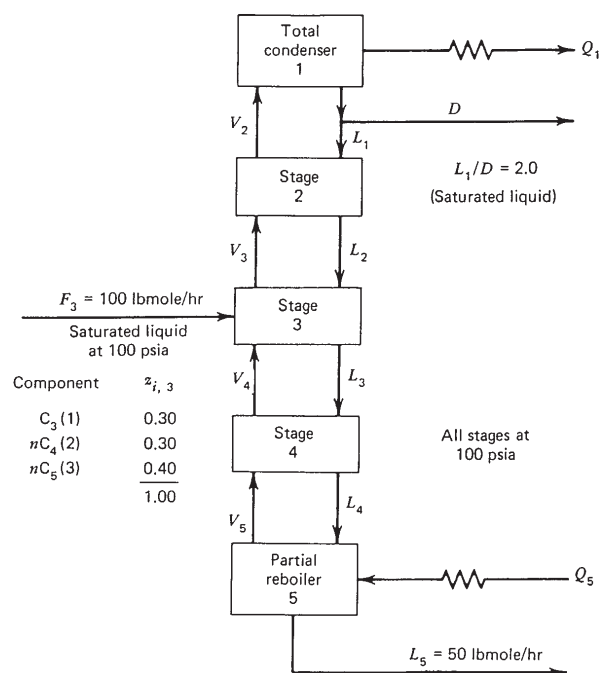 Total
condenser
1
Q₁
D
V₂
L₁
L₁/D = 2.0
(Saturated liquid)
Stage
2
V₃
L₂
F₃ = 100 lbmole/hr
Saturated liquid
at 100 psia
Stage
3
Component zᵢ, ₃
C₃(1) 0.30
nC₄(2) 0.30
nC₅(3) 0.40
1.00
V₄
L₃
Stage
4
All stages at
100 psia
V₅
L₄
Partial
reboiler
5
Q₅
L₅ = 50 lbmole/hr